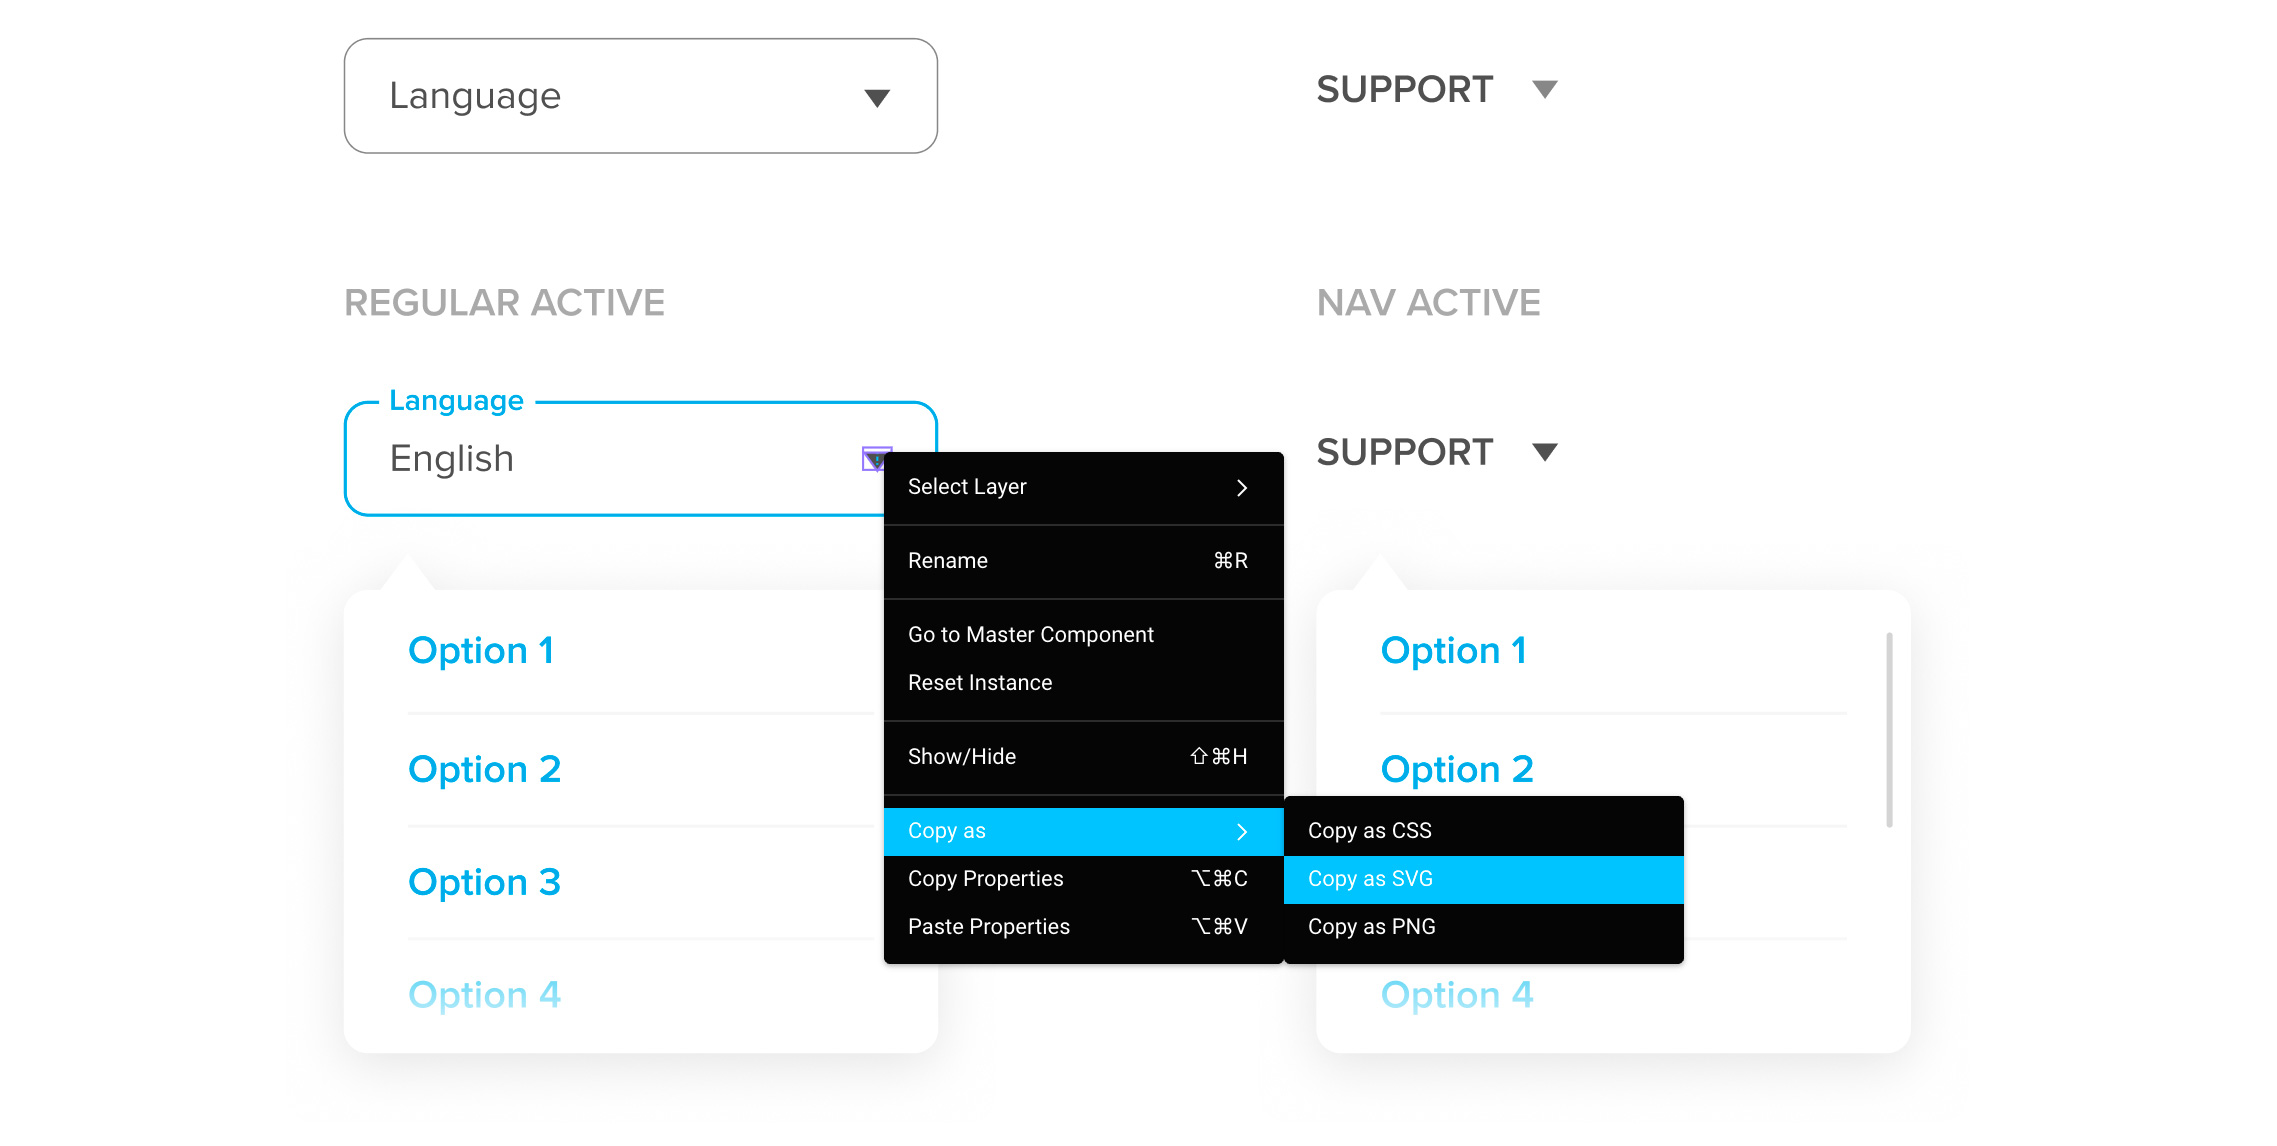 Language
SUPPORT
REGULAR ACTIVE
NAV ACTIVE
Language
English
SUPPORT
Option 1
Option 2
Option 3
Option 4
Select Layer
Rename ⌘R
Go to Master Component
Reset Instance
Show/Hide ⇧⌘H
Copy as
Copy Properties ⌥⌘C
Paste Properties ⌥⌘V
Copy as CSS
Copy as SVG
Copy as PNG
Option 1
Option 2
Option 4